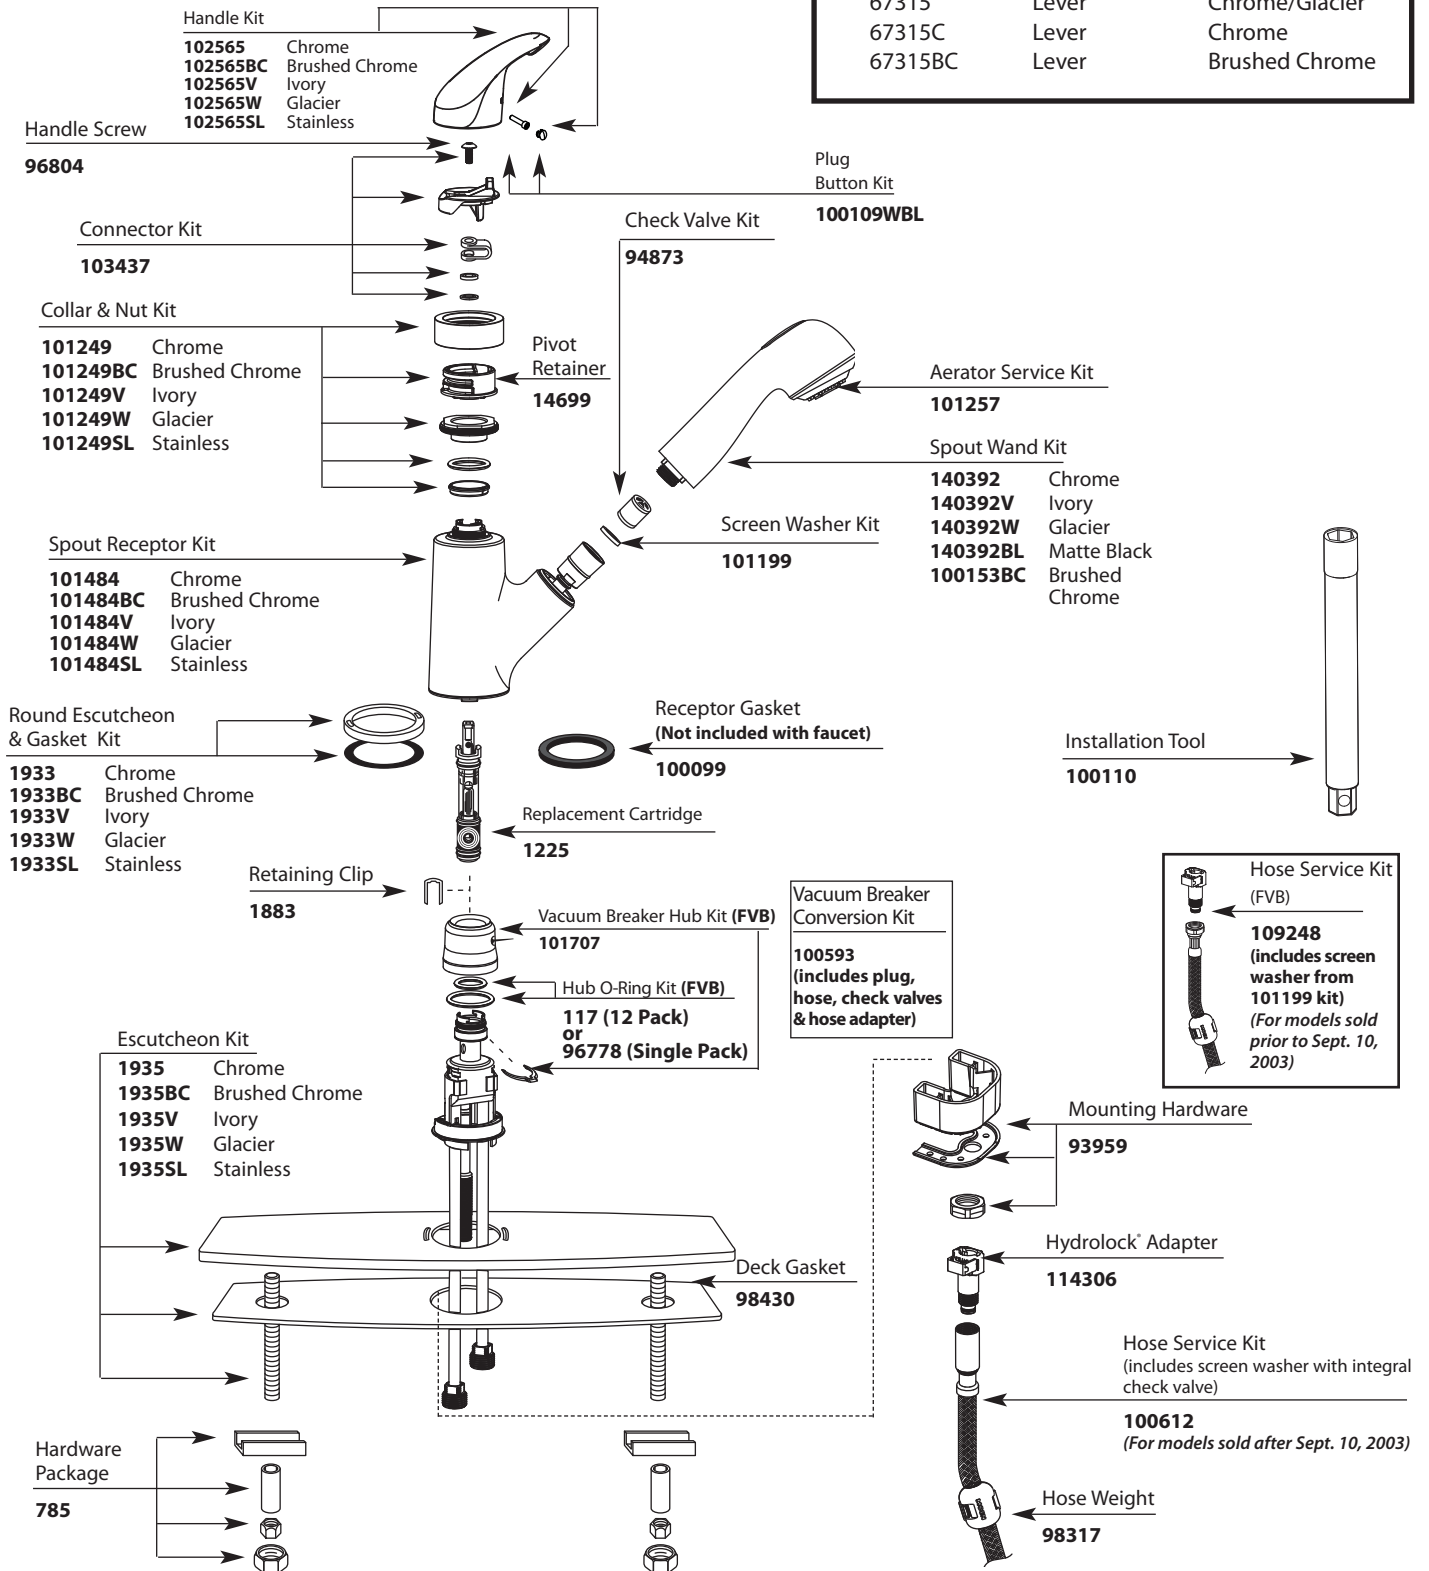 67315 Lever Chrome/Glacier
67315C Lever Chrome
67315BC Lever Brushed Chrome
Handle Kit
102565 Chrome
102565BC Brushed Chrome
102565V Ivory
102565W Glacier
102565SL Stainless
Handle Screw
96804
Plug
Button Kit
100109WBL
Connector Kit
103437
Check Valve Kit
94873
Collar & Nut Kit
101249 Chrome
101249BC Brushed Chrome
101249V Ivory
101249W Glacier
101249SL Stainless
Pivot
Retainer
14699
Aerator Service Kit
101257
Spout Wand Kit
140392 Chrome
140392V Ivory
140392W Glacier
140392BL Matte Black
100153BC Brushed
Chrome
Screen Washer Kit
101199
Spout Receptor Kit
101484 Chrome
101484BC Brushed Chrome
101484V Ivory
101484W Glacier
101484SL Stainless
Round Escutcheon
& Gasket Kit
1933 Chrome
1933BC Brushed Chrome
1933V Ivory
1933W Glacier
1933SL Stainless
Receptor Gasket
(Not included with faucet)
100099
Installation Tool
100110
Replacement Cartridge
1225
Retaining Clip
1883
Vacuum Breaker Hub Kit (FVB)
101707
Hub O-Ring Kit (FVB)
117 (12 Pack)
or
96778 (Single Pack)
Vacuum Breaker
Conversion Kit
100593
(includes plug,
hose, check valves
& hose adapter)
Hose Service Kit
(FVB)
109248
(includes screen
washer from
101199 kit)
(For models sold
prior to Sept. 10,
2003)
Escutcheon Kit
1935 Chrome
1935BC Brushed Chrome
1935V Ivory
1935W Glacier
1935SL Stainless
Mounting Hardware
93959
Hydrolock® Adapter
114306
Deck Gasket
98430
Hose Service Kit
(includes screen washer with integral
check valve)
100612
(For models sold after Sept. 10, 2003)
Hardware
Package
785
Hose Weight
98317